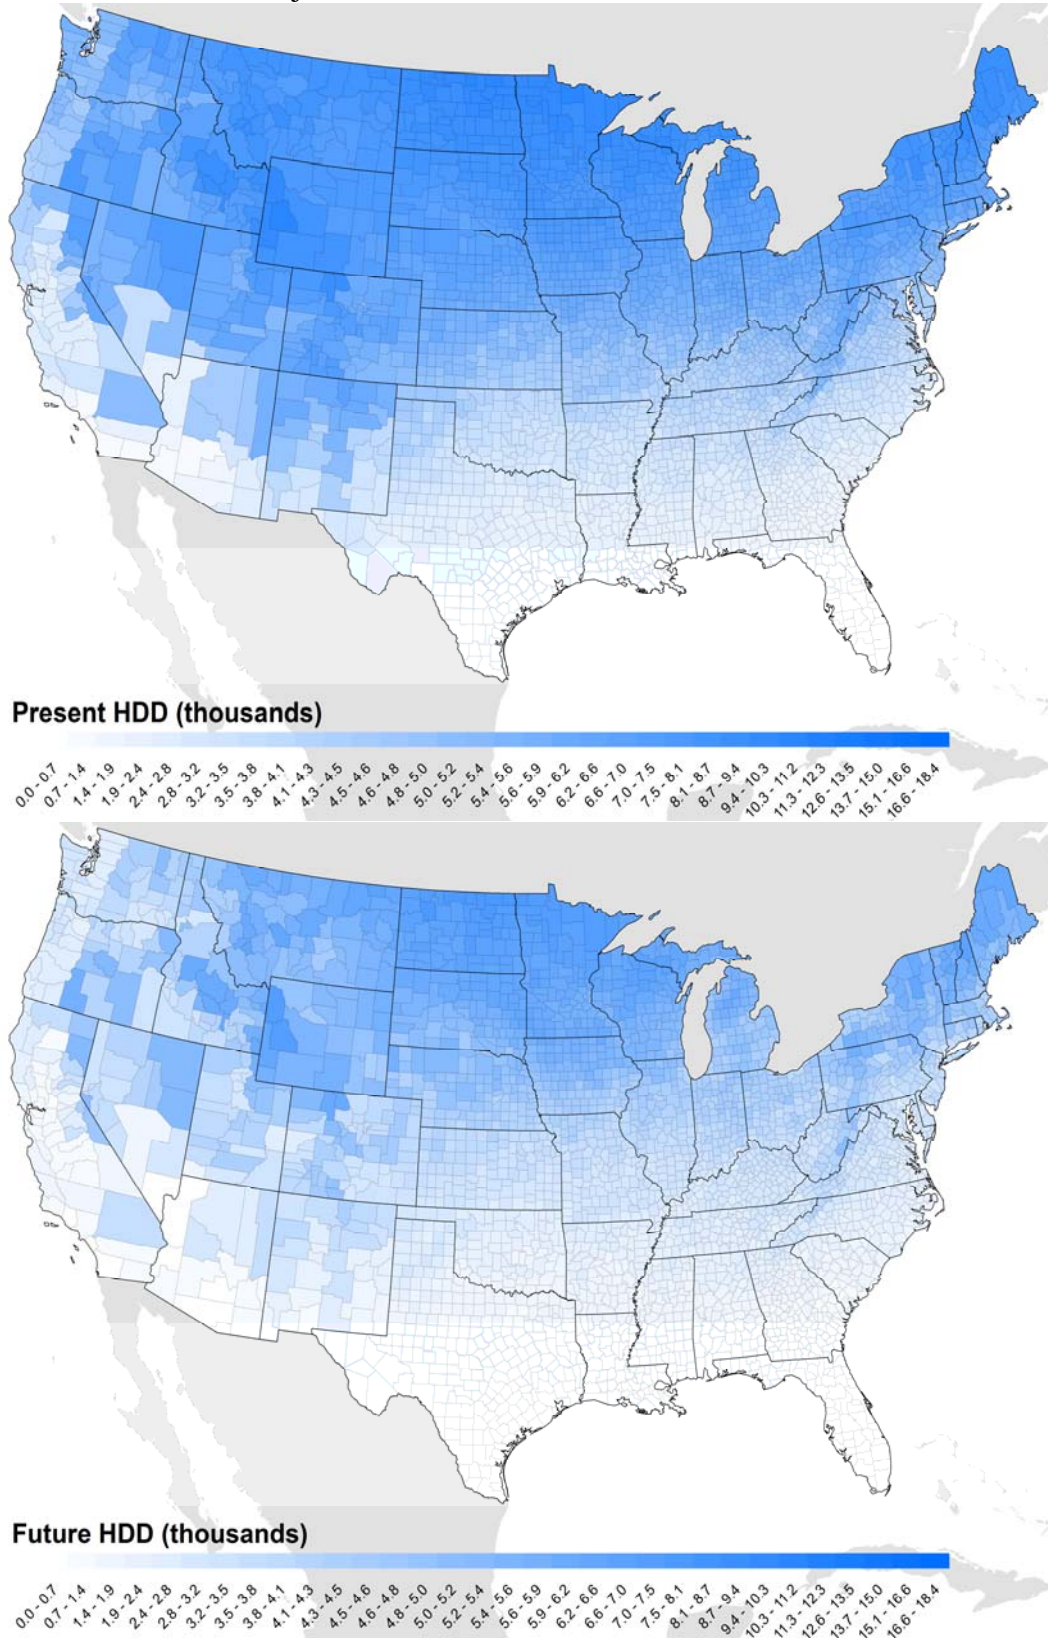 Present HDD (thousands)
0.0 - 0.7
0.7 - 1.4
1.4 - 1.9
1.9 - 2.4
2.4 - 2.8
2.8 - 3.2
3.2 - 3.5
3.5 - 3.8
3.8 - 4.1
4.1 - 4.3
4.3 - 4.5
4.5 - 4.6
4.6 - 4.8
4.8 - 5.0
5.0 - 5.2
5.2 - 5.4
5.4 - 5.6
5.6 - 5.9
5.9 - 6.2
6.2 - 6.6
6.6 - 7.0
7.0 - 7.5
7.5 - 8.1
8.1 - 8.7
8.7 - 9.4
9.4 - 10.3
10.3 - 11.2
11.3 - 12.3
12.6 - 13.5
13.7 - 15.0
15.1 - 16.6
16.6 - 18.4
Future HDD (thousands)
0.0 - 0.7
0.7 - 1.4
1.4 - 1.9
1.9 - 2.4
2.4 - 2.8
2.8 - 3.2
3.2 - 3.5
3.5 - 3.8
3.8 - 4.1
4.1 - 4.3
4.3 - 4.5
4.5 - 4.6
4.6 - 4.8
4.8 - 5.0
5.0 - 5.2
5.2 - 5.4
5.4 - 5.6
5.6 - 5.9
5.9 - 6.2
6.2 - 6.6
6.6 - 7.0
7.0 - 7.5
7.5 - 8.1
8.1 - 8.7
8.7 - 9.4
9.4 - 10.3
10.3 - 11.2
11.3 - 12.3
12.6 - 13.5
13.7 - 15.0
15.1 - 16.6
16.6 - 18.4